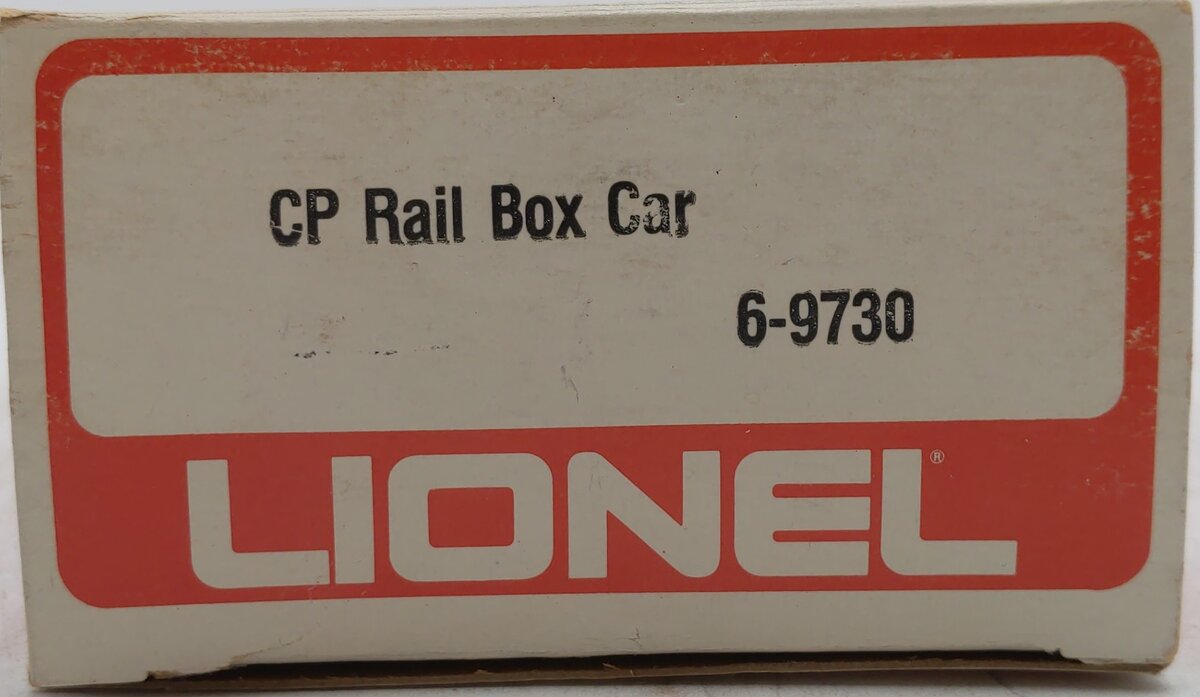 CP Rail Box Car
6-9730
LIONEL®